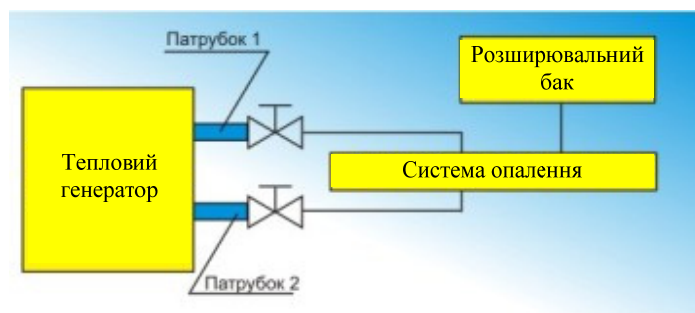 Патрубок 1
Розширювальний
бак
Тепловий
генератор
Система опалення
Патрубок 2